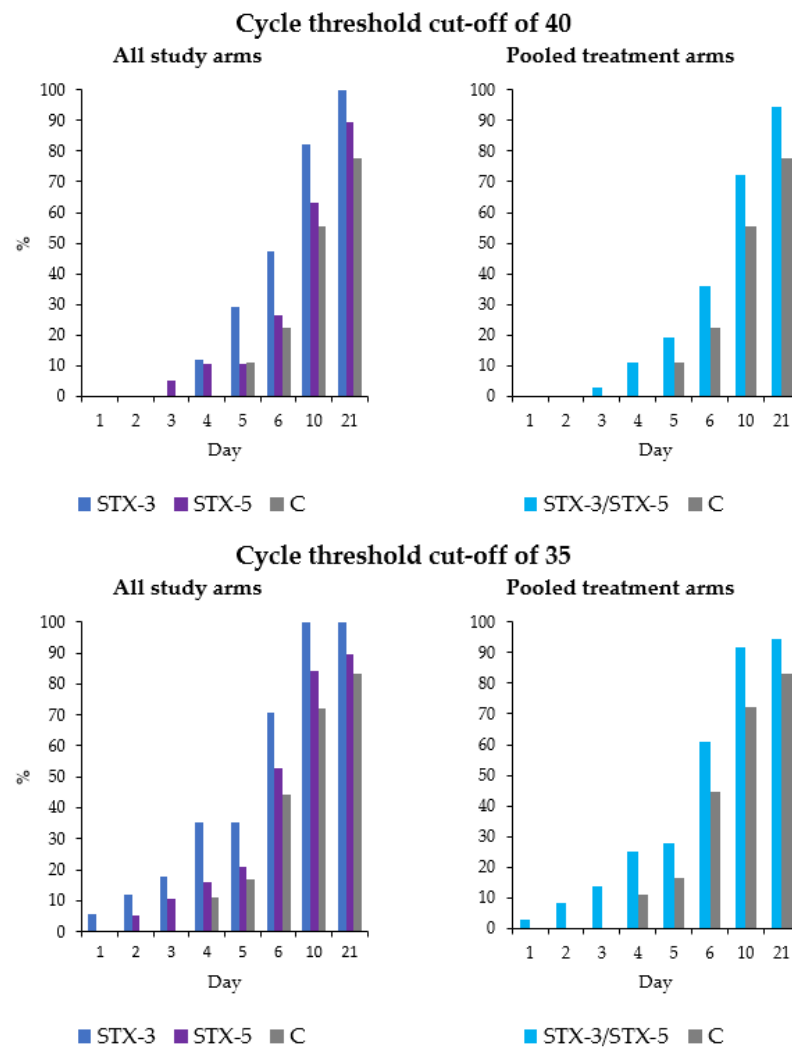 Cycle threshold cut-off of 40
All study arms
Pooled treatment arms
100
90
80
70
60
50
40
30
20
10
0
%
1 2 3 4 5 6 10 21
Day
STX-3 STX-5 C
100
90
80
70
60
50
40
30
20
10
0
1 2 3 4 5 6 10 21
Day
STX-3/STX-5 C
Cycle threshold cut-off of 35
All study arms
Pooled treatment arms
100
90
80
70
60
50
40
30
20
10
0
%
1 2 3 4 5 6 10 21
Day
STX-3 STX-5 C
100
90
80
70
60
50
40
30
20
10
0
1 2 3 4 5 6 10 21
Day
STX-3/STX-5 C